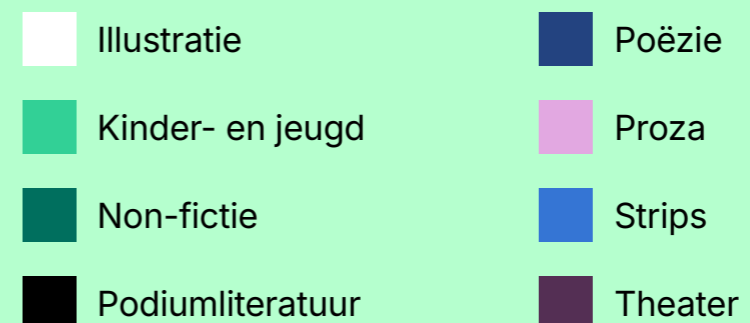 Illustratie
Kinder- en jeugd
Non-fictie
Podiumliteratuur
Poëzie
Proza
Strips
Theater